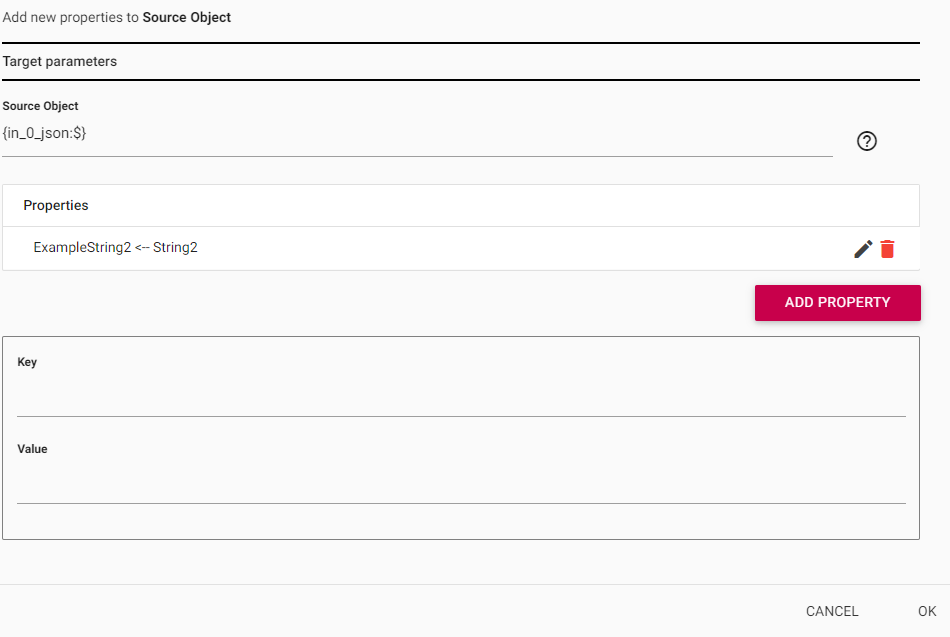 Add new properties to Source Object
Target parameters
Source Object
{in_0_json:$}
?
Properties
ExampleString2 <-- String2
ADD PROPERTY
Key
Value
CANCEL OK